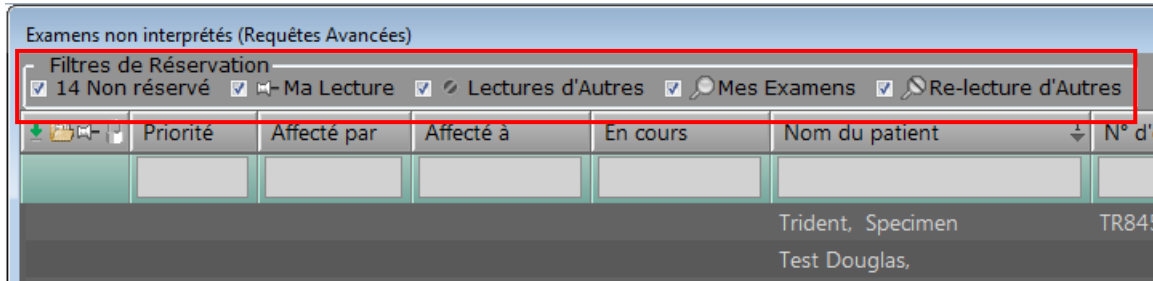 Examens non interprétés (Requêtes Avancées)
Filtres de Réservation
14 Non réservé Ma Lecture Lectures d'Autres Mes Examens Re-lecture d'Autres
Priorité Affecté par Affecté à En cours Nom du patient 1 N° d'
Trident, Specimen TR845
Test Douglas,